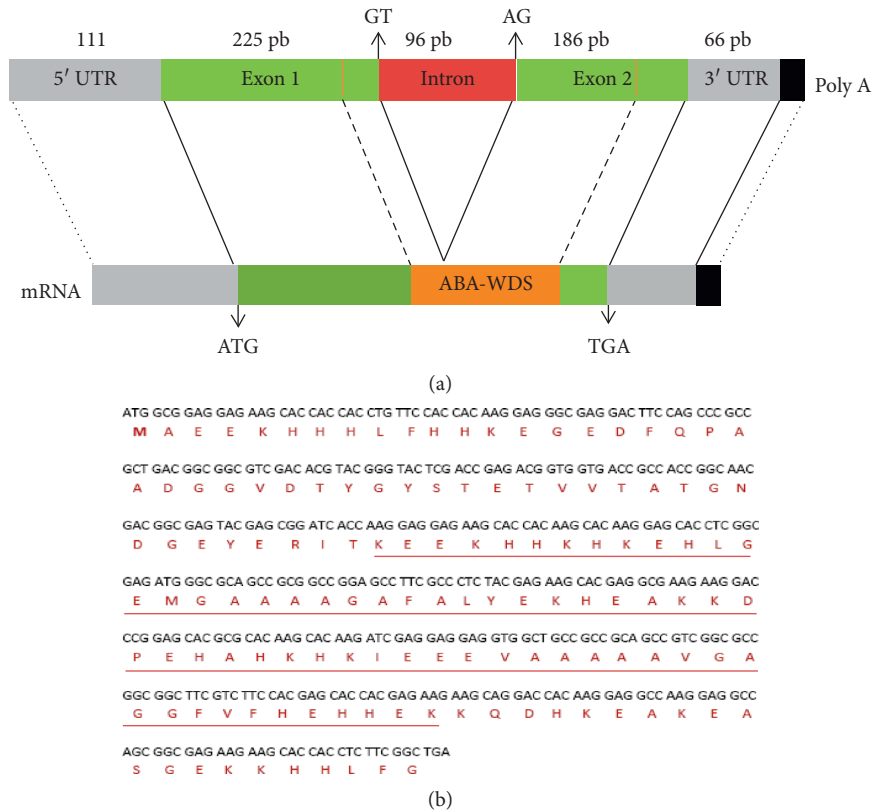 GT AG
111 225 pb 96 pb 186 pb 66 pb
5′ UTR Exon 1 Intron Exon 2 3′ UTR Poly A
mRNA ABA-WDS
ATG TGA
(a)
ATG GCG GAG GAG AAG CAC CAC CAC CTG TTC CAC CAC AAG GAG GGC GAG GAC TTC CAG CCC GCC
M A E E K H H H L F H H K E G E D F Q P A
GCT GAC GGC GGC GTC GAC ACG TAC GGG TAC TCG ACC GAG ACG GTG GTG ACC GCC ACC GGC AAC
A D G G V D T Y G Y S T E T V V T A T G N
GAC GGC GAG TAC GAG CGG ATC ACC AAG GAG GAG AAG CAC CAC AAG CAC AAG GAG CAC CTC GGC
D G E Y E R I T K E E K H H K H K E H L G
GAG ATG GGC GCA GCC GCG GCC GGA GCC TTC GCC CTC TAC GAG AAG CAC GAG GCG AAG AAG GAC
E M G A A A A G A F A L Y E K H E A K K D
CCG GAG CAC GCG CAC AAG CAC AAG ATC GAG GAG GAG GTG GCT GCC GCC GCA GCC GTC GGC GCC
P E H A H K H K I E E E V A A A A A V G A
GGC GGC TTC GTC TTC CAC GAG CAC CAC GAG AAG AAG CAG GAC CAC AAG GAG GCC AAG GAG GCC
G G F V F H E H H E K K Q D H K E A K E A
AGC GGC GAG AAG AAG CAC CAC CTC TTC GGC TGA
S G E K K H H L F G
(b)